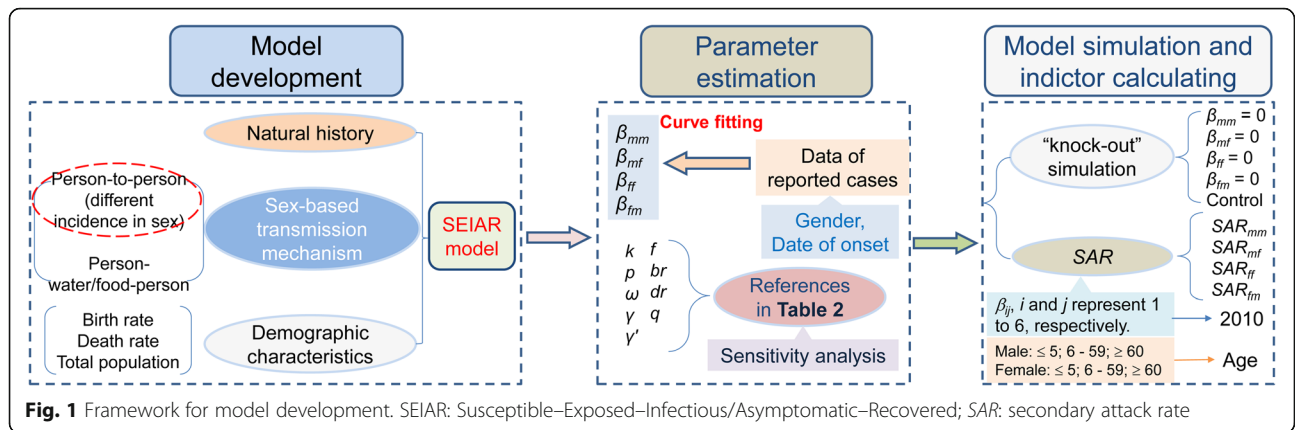 Model
development
Natural history
Person-to-person
(different
incidence in sex)
Sex-based
transmission
mechanism
SEIAR
model
Person-
water/food-person
Birth rate
Death rate
Total population
Demographic
characteristics
Parameter
estimation
βmm
βmf
βff
βfm
Curve fitting
Data of
reported cases
Gender,
Date of onset
k f
p br
ω dr
γ q
γ'
References
in Table 2
Sensitivity analysis
Model simulation and
indictor calculating
"knock-out"
simulation
βmm = 0
βmf = 0
βff = 0
βfm = 0
Control
SAR
SARmm
SARmf
SARff
SARfm
βij, i and j represent 1
to 6, respectively.
2010
Male: ≤ 5; 6 - 59; ≥ 60
Female: ≤ 5; 6 - 59; ≥ 60
Age
Fig. 1 Framework for model development. SEIAR: Susceptible–Exposed–Infectious/Asymptomatic–Recovered; SAR: secondary attack rate